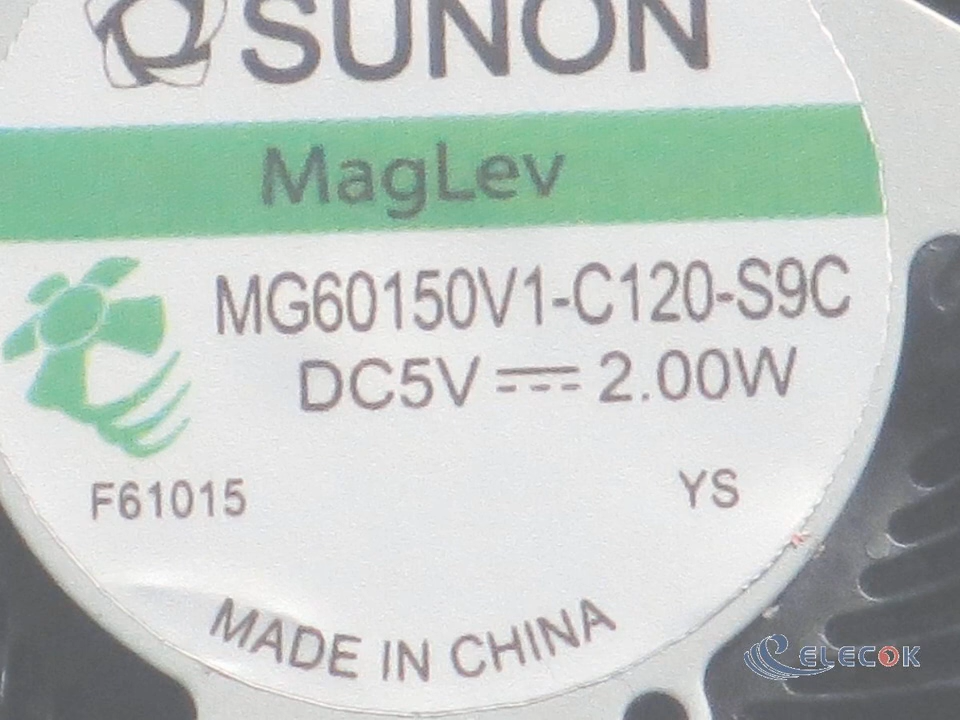 SUNON
MagLev
MG60150V1-C120-S9C
DC5V ⎓ 2.00W
F61015 YS
MADE IN CHINA
ELECOK